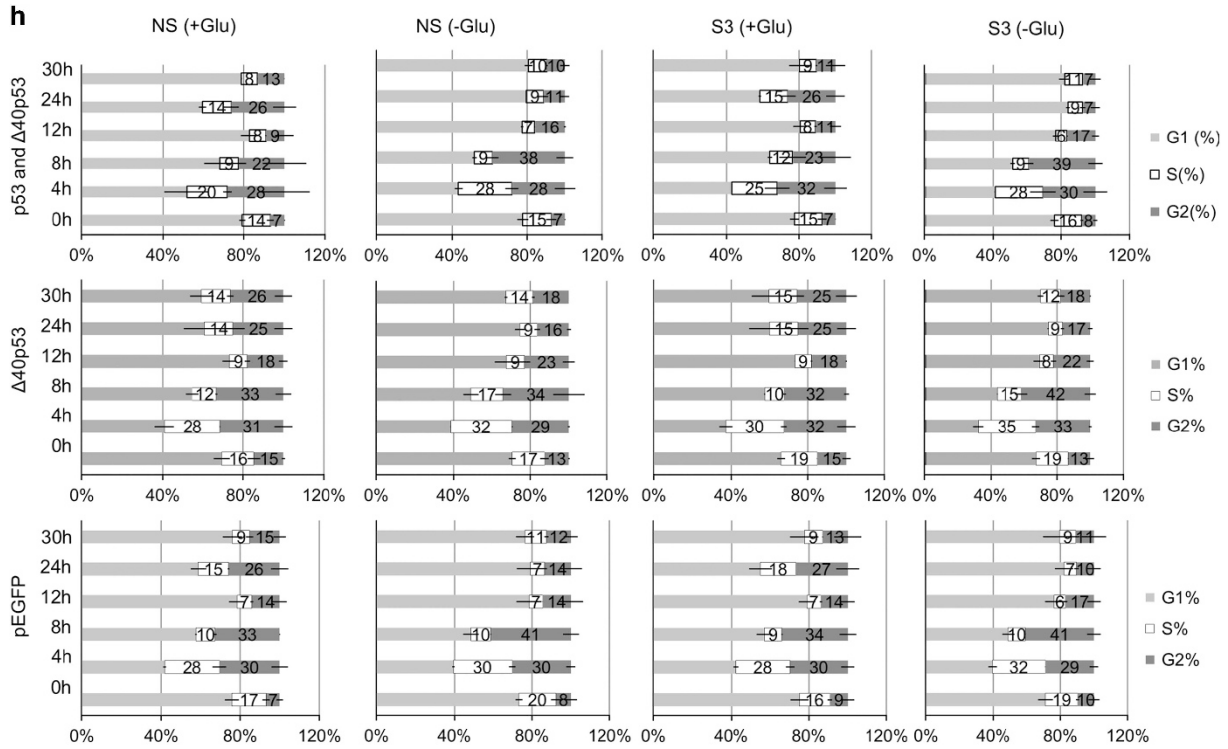 h
NS (+Glu) NS (-Glu) S3 (+Glu) S3 (-Glu)
p53 and Δ40p53
30h 8 13 10 10 9 11 11 7
24h 14 26 9 11 15 26 9 7
12h 8 9 7 16 8 11 6 17
8h 9 22 9 38 12 23 9 39
4h 20 28 28 28 25 32 28 30
0h 14 7 15 7 15 7 16 8
0% 40% 80% 120% 0% 40% 80% 120% 0% 40% 80% 120% 0% 40% 80% 120%
G1 (%)
S(%)
G2(%)
Δ40p53
30h 14 26 14 18 15 25 12 18
24h 14 25 9 16 15 25 9 17
12h 9 18 9 23 9 18 8 22
8h 12 33 17 34 10 32 15 42
4h 28 31 32 29 30 32 35 33
0h 16 15 17 13 19 15 19 13
0% 40% 80% 120% 0% 40% 80% 120% 0% 40% 80% 120% 0% 40% 80% 120%
G1%
S%
G2%
pEGFP
30h 9 15 11 12 9 13 9 11
24h 15 26 7 14 18 27 7 10
12h 7 14 7 14 7 14 6 17
8h 10 33 10 41 9 34 10 41
4h 28 30 30 30 28 30 32 29
0h 17 7 20 8 16 9 19 10
0% 40% 80% 120% 0% 40% 80% 120% 0% 40% 80% 120% 0% 40% 80% 120%
G1%
S%
G2%